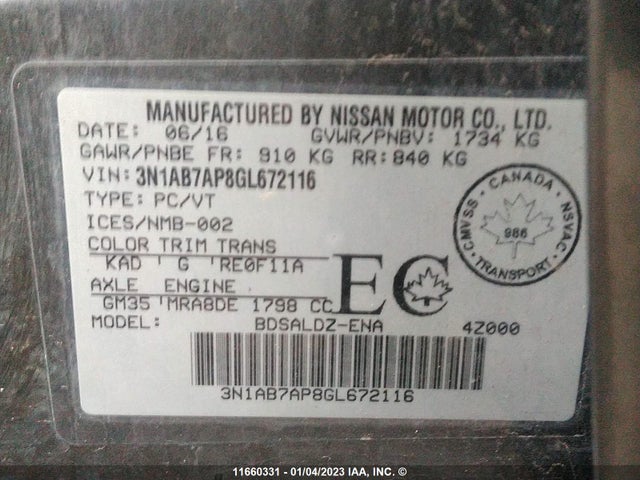 MANUFACTURED BY NISSAN MOTOR CO., LTD.
DATE: 06/16 GVWR/PNBV: 1734 KG
GAWR/PNBE FR: 910 KG RR: 840 KG
VIN: 3N1AB7AP8GL672116
TYPE: PC/VT
ICES/NMB-002
COLOR TRIM TRANS
KAD ' G 'RE0F11A
AXLE ENGINE
GM35 'MRA8DE 1798 CC
MODEL: BDSALDZ-ENA 4Z000
3N1AB7AP8GL672116
EC
CANADA
CMVSS NSVAC
986
TRANSPORT
11660331 - 01/04/2023 IAA, INC. ©